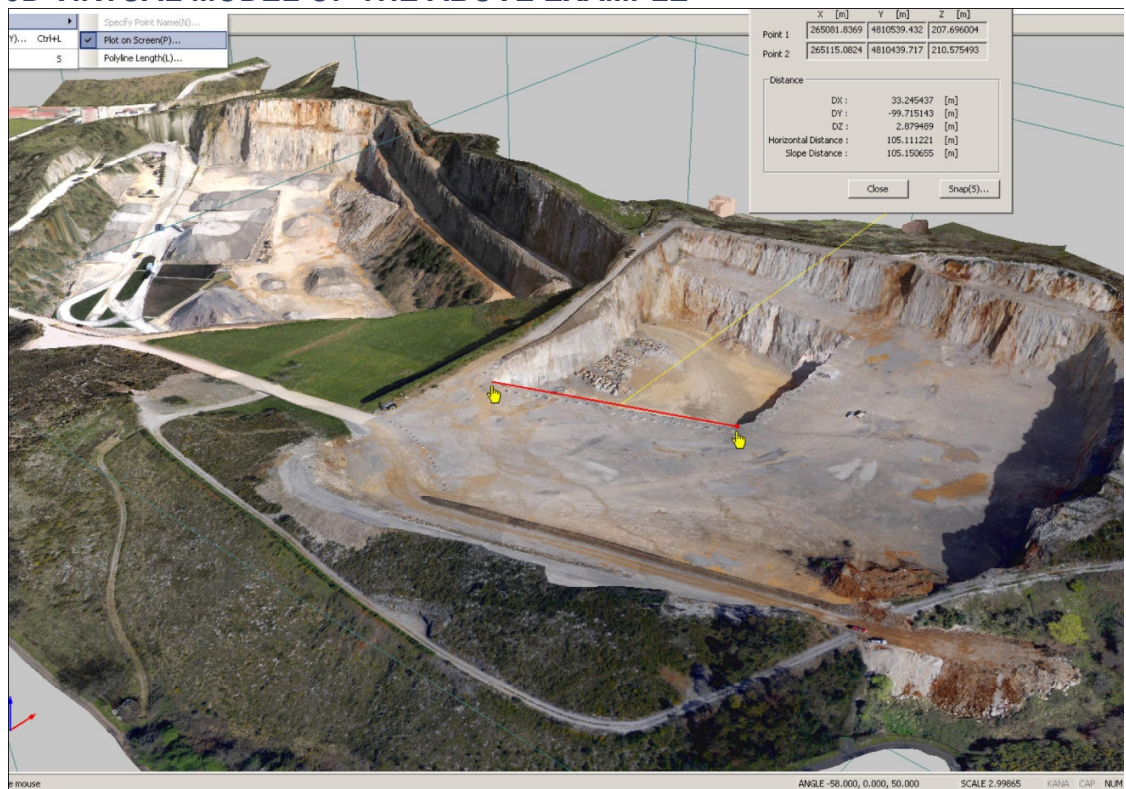 3D VIRTUAL MODEL OF THE ABOVE EXAMPLE
Specify Point Name(N)...
Y)... Ctrl+L
✓ Plot on Screen(P)...
5 Polyline Length(L)...
X [m] Y [m] Z [m]
Point 1 265081.8369 4810539.432 207.696004
Point 2 265115.0824 4810439.717 210.575493
Distance
DX : 33.245437 [m]
DY : -99.715143 [m]
DZ : 2.879489 [m]
Horizontal Distance : 105.111221 [m]
Slope Distance : 105.150655 [m]
Close Snap(S)...
e mouse ANGLE -58.000, 0.000, 50.000 SCALE 2.99865 KANA CAP NUM